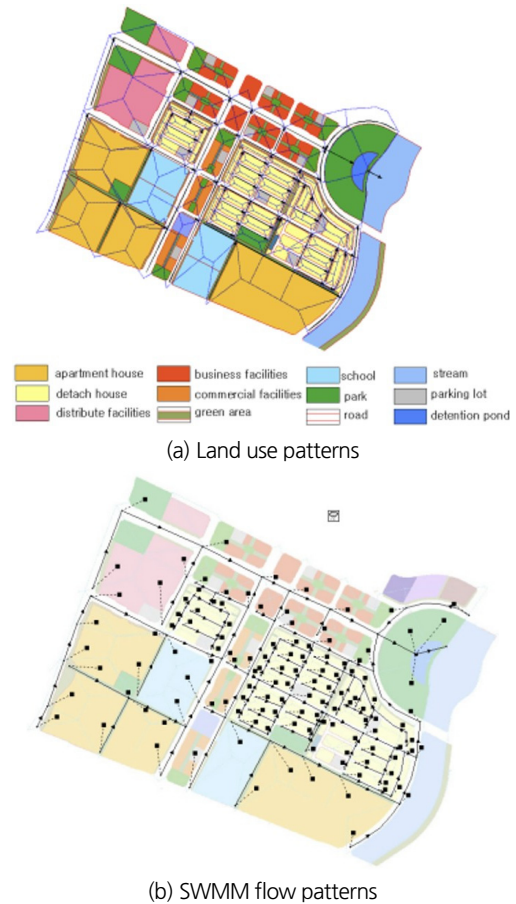 apartment house business facilities school stream
detach house commercial facilities park parking lot
distribute facilities green area road detention pond
(a) Land use patterns
(b) SWMM flow patterns